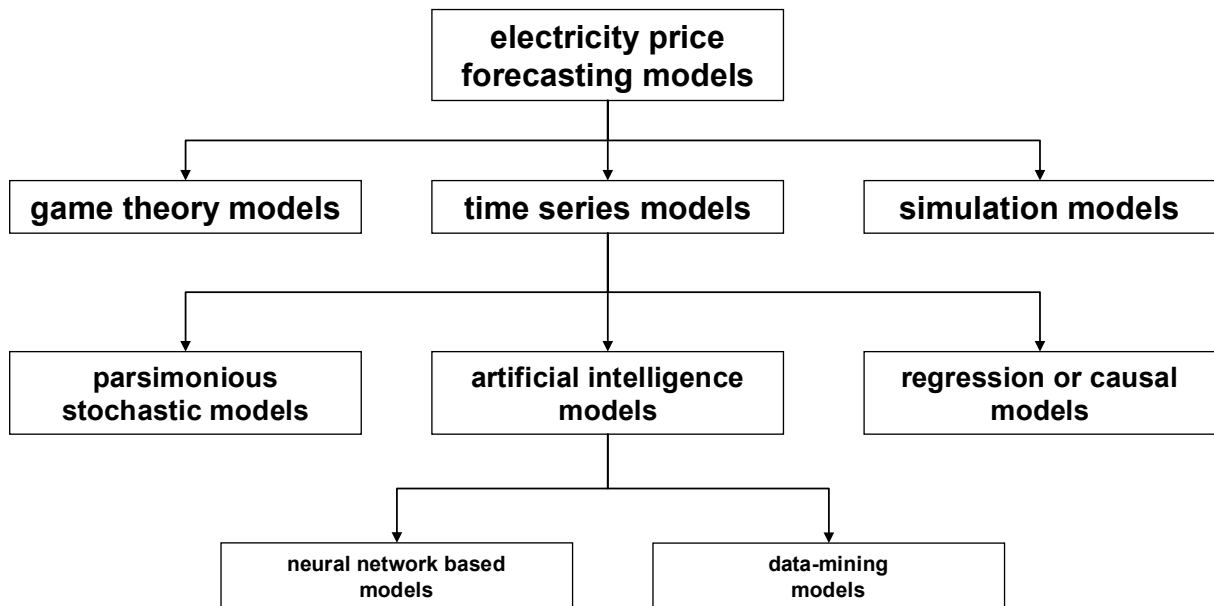 electricity price
forecasting models
game theory models
time series models
simulation models
parsimonious
stochastic models
artificial intelligence
models
regression or causal
models
neural network based
models
data-mining
models